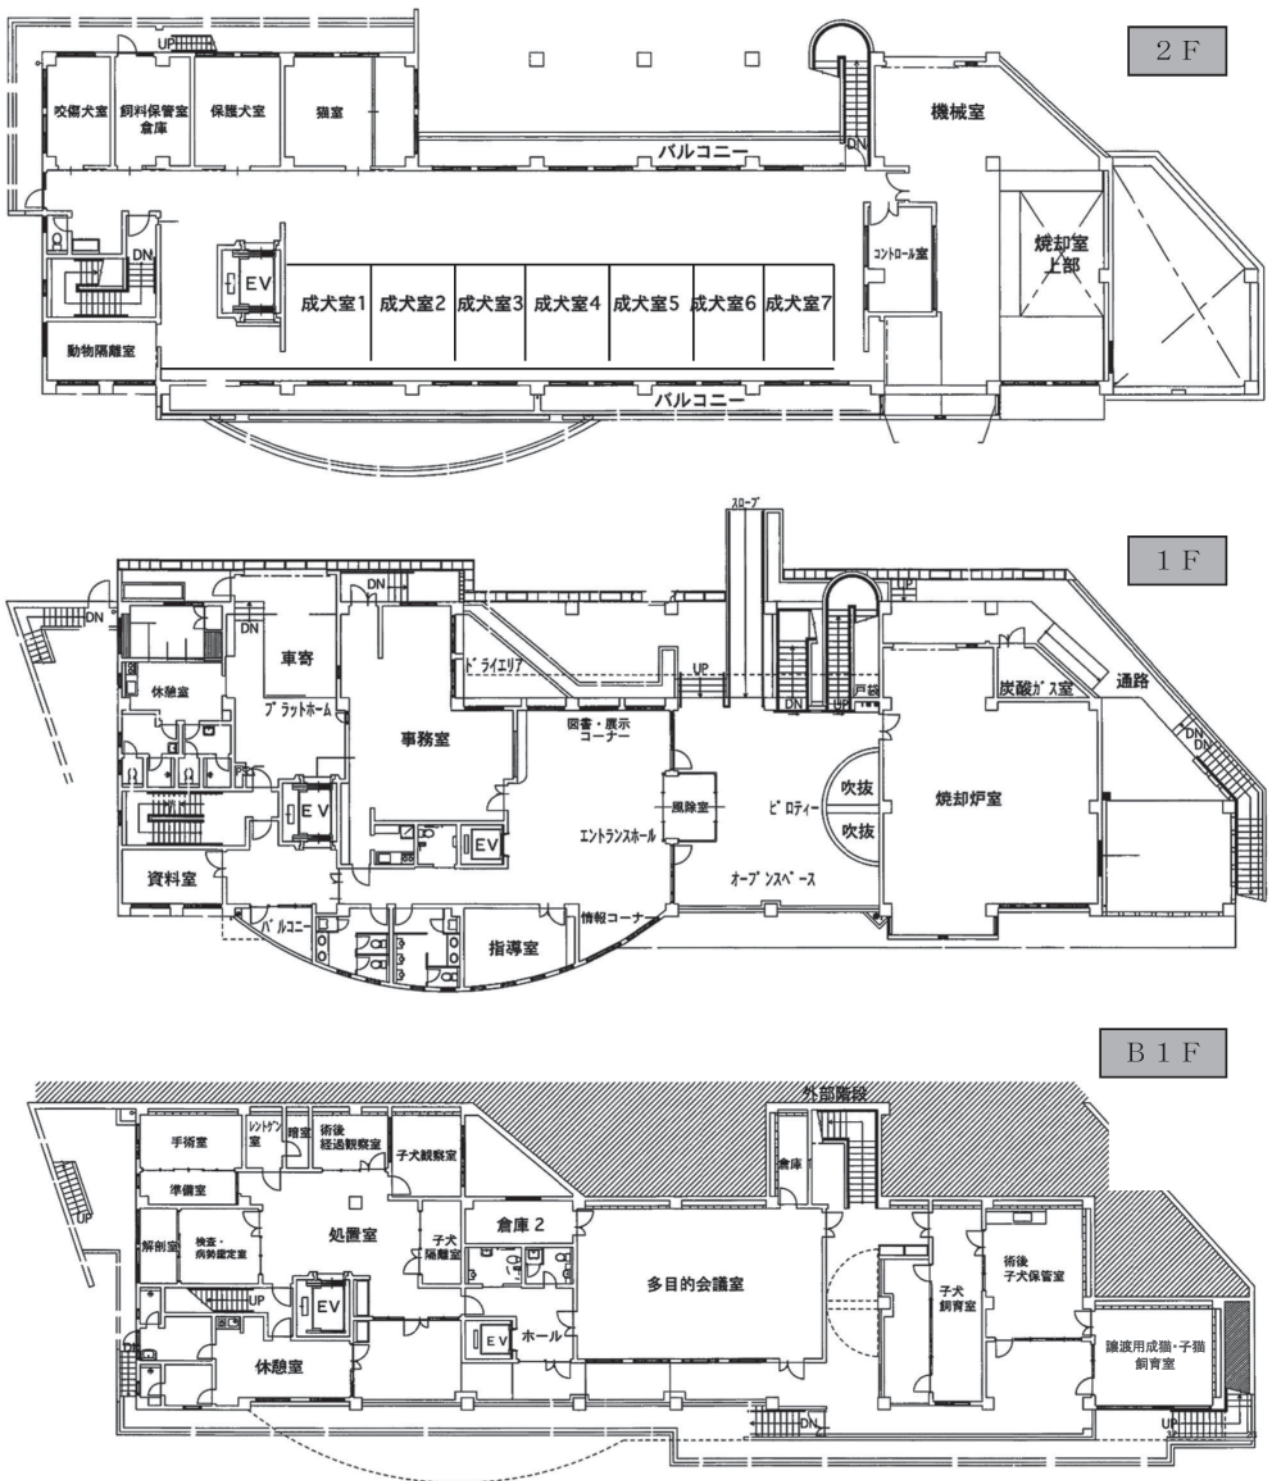 2 F
UP
咬傷犬室
飼料保管室
倉庫
保護犬室
猫室
機械室
バルコニー
DN
DN
EV
コントロール室
焼却室
上部
成犬室1
成犬室2
成犬室3
成犬室4
成犬室5
成犬室6
成犬室7
動物隔離室
バルコニー
スロープ
1 F
DN
DN
DN
UP
車寄
ドライエリア
UP
休憩室
プラットホーム
DN
UP
戸袋
炭酸ガス室
通路
図書・展示
コーナー
事務室
DN
DN
PS
EV
風除室
ピロティー
吹抜
吹抜
焼却炉室
エントランスホール
EV
資料室
オープンスペース
バルコニー
情報コーナー
指導室
B 1 F
外部階段
手術室
レントゲン
室
暗室
術後
経過観察室
子犬観察室
倉庫
準備室
UP
解剖室
検査・
病勢鑑定室
処置室
子犬
隔離室
倉庫 2
多目的会議室
子犬
飼育室
術後
子犬保管室
UP
EV
EV
ホール
DN
休憩室
譲渡用成猫・子猫
飼育室
DN
UP